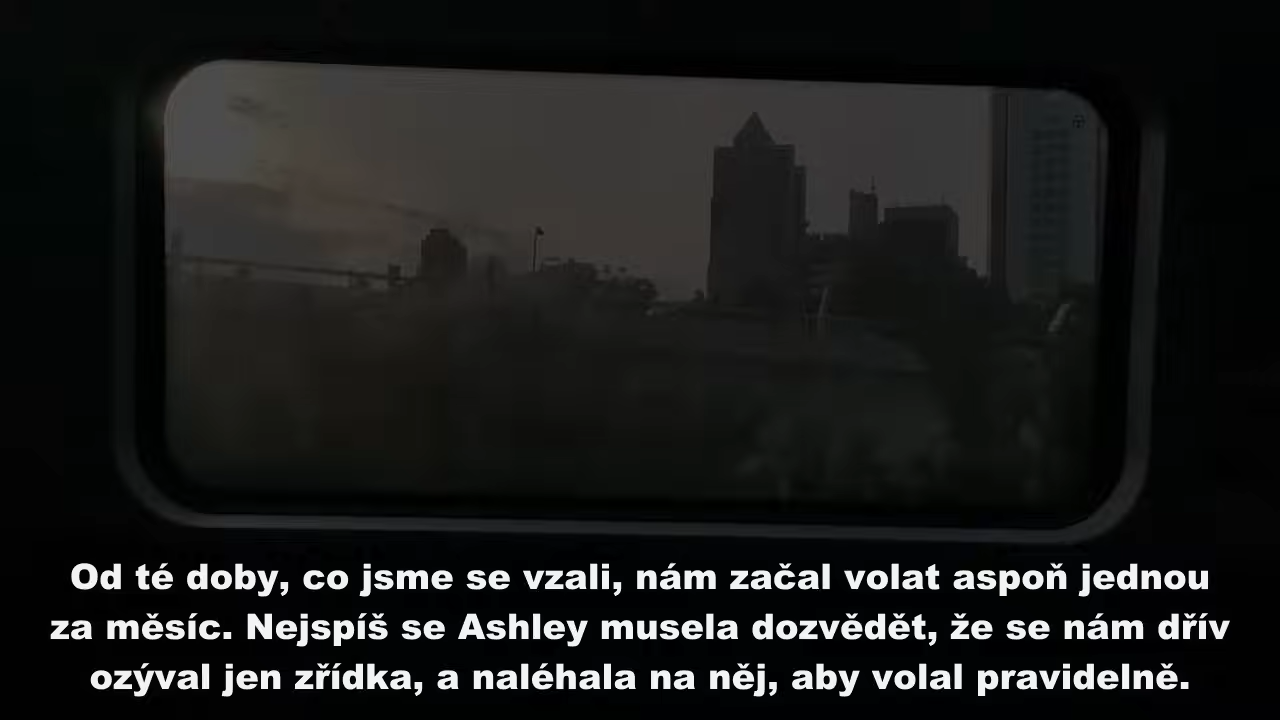 Od té doby, co jsme se vzali, nám začal volat aspoň jednou
za měsíc. Nejspíš se Ashley musela dozvědět, že se nám dřív
ozýval jen zřídka, a naléhala na něj, aby volal pravidelně.